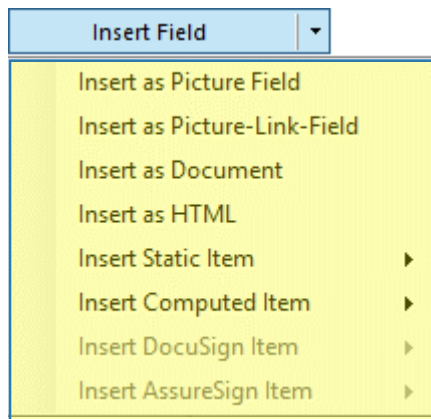 Insert Field
Insert as Picture Field
Insert as Picture-Link-Field
Insert as Document
Insert as HTML
Insert Static Item
Insert Computed Item
Insert DocuSign Item
Insert AssureSign Item